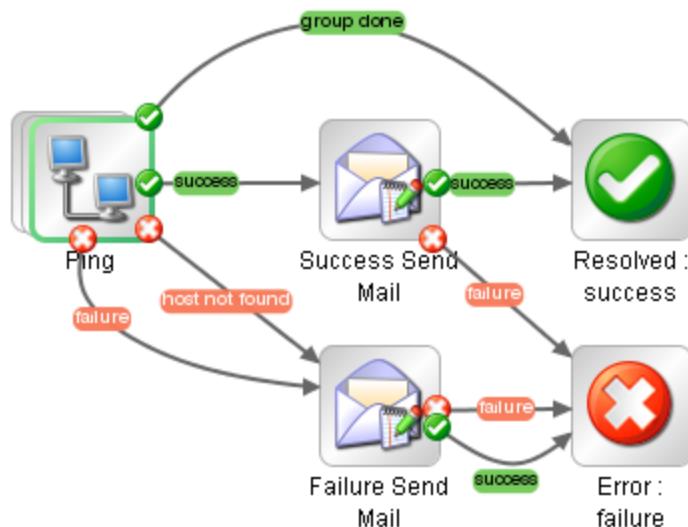 group done
success
success
Ping
Success Send
Mail
Resolved :
success
failure
host not found
failure
failure
success
Failure Send
Mail
Error :
failure